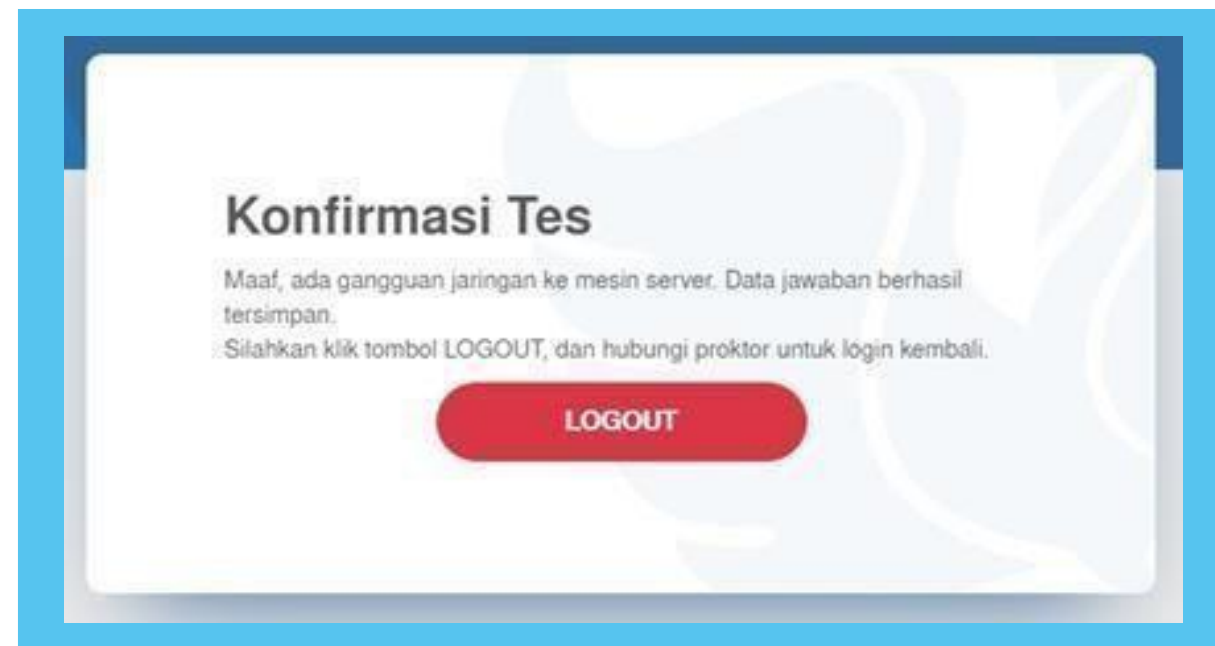 Konfirmasi Tes
Maaf, ada gangguan jaringan ke mesin server. Data jawaban berhasil
tersimpan.
Silahkan klik tombol LOGOUT, dan hubungi proktor untuk login kembali.
LOGOUT